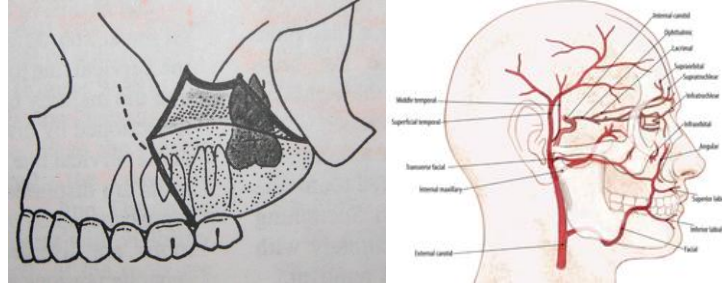 Internal carotid
Ophthalmic
Lacrimal
Supraorbital
Supratrochlear
Infratrochlear
Infraorbital
Angular
Superior labi
Inferior labial
Facial
Middle temporal
Superficial temporal
Transverse facial
Internal maxillary
External carotid